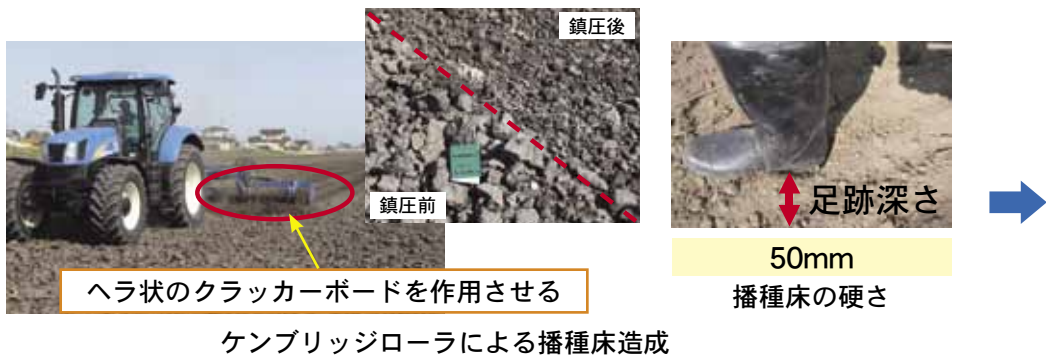 鎮圧後
鎮圧前
ヘラ状のクラッカーボードを作用させる
足跡深さ
50mm
播種床の硬さ
ケンブリッジローラによる播種床造成